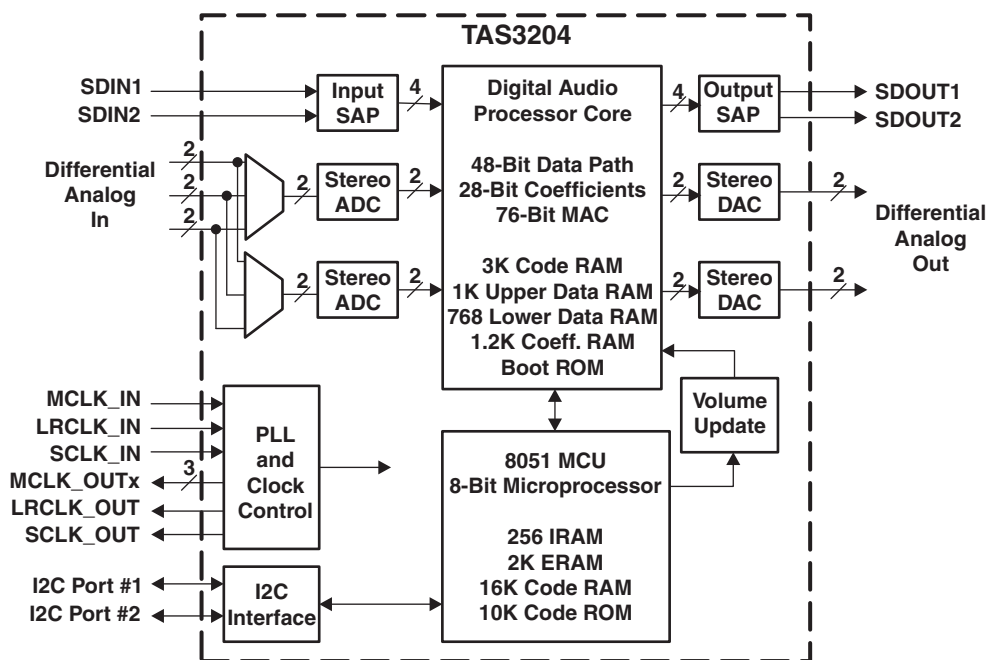 TAS3204
SDIN1
SDIN2
Input
SAP
4
Digital Audio
Processor Core
48-Bit Data Path
28-Bit Coefficients
76-Bit MAC
3K Code RAM
1K Upper Data RAM
768 Lower Data RAM
1.2K Coeff. RAM
Boot ROM
4
Output
SAP
SDOUT1
SDOUT2
Differential
Analog
In
2
2
2
2
Stereo
ADC
2
2
Stereo
ADC
2
2
Stereo
DAC
2
2
Stereo
DAC
2
Differential
Analog
Out
MCLK_IN
LRCLK_IN
SCLK_IN
MCLK_OUTx
3
LRCLK_OUT
SCLK_OUT
PLL
and
Clock
Control
Volume
Update
8051 MCU
8-Bit Microprocessor
256 IRAM
2K ERAM
16K Code RAM
10K Code ROM
I2C Port #1
I2C Port #2
I2C
Interface